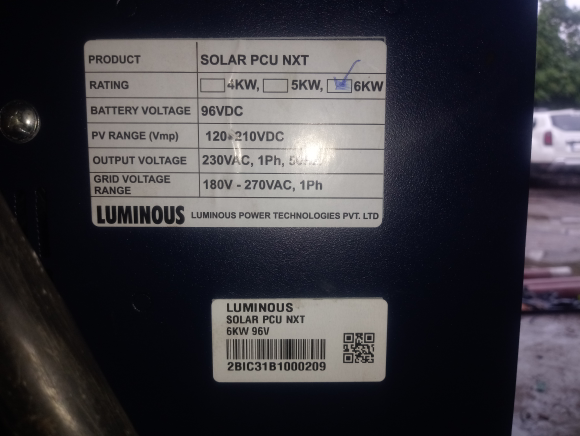 PRODUCT SOLAR PCU NXT
RATING 4KW, 5KW, 6KW
BATTERY VOLTAGE 96VDC
PV RANGE (Vmp) 120-210VDC
OUTPUT VOLTAGE 230VAC, 1Ph,
GRID VOLTAGE RANGE 180V - 270VAC, 1Ph
LUMINOUS LUMINOUS POWER TECHNOLOGIES PVT. LTD
LUMINOUS
SOLAR PCU NXT
6KW 96V
2BIC31B1000209